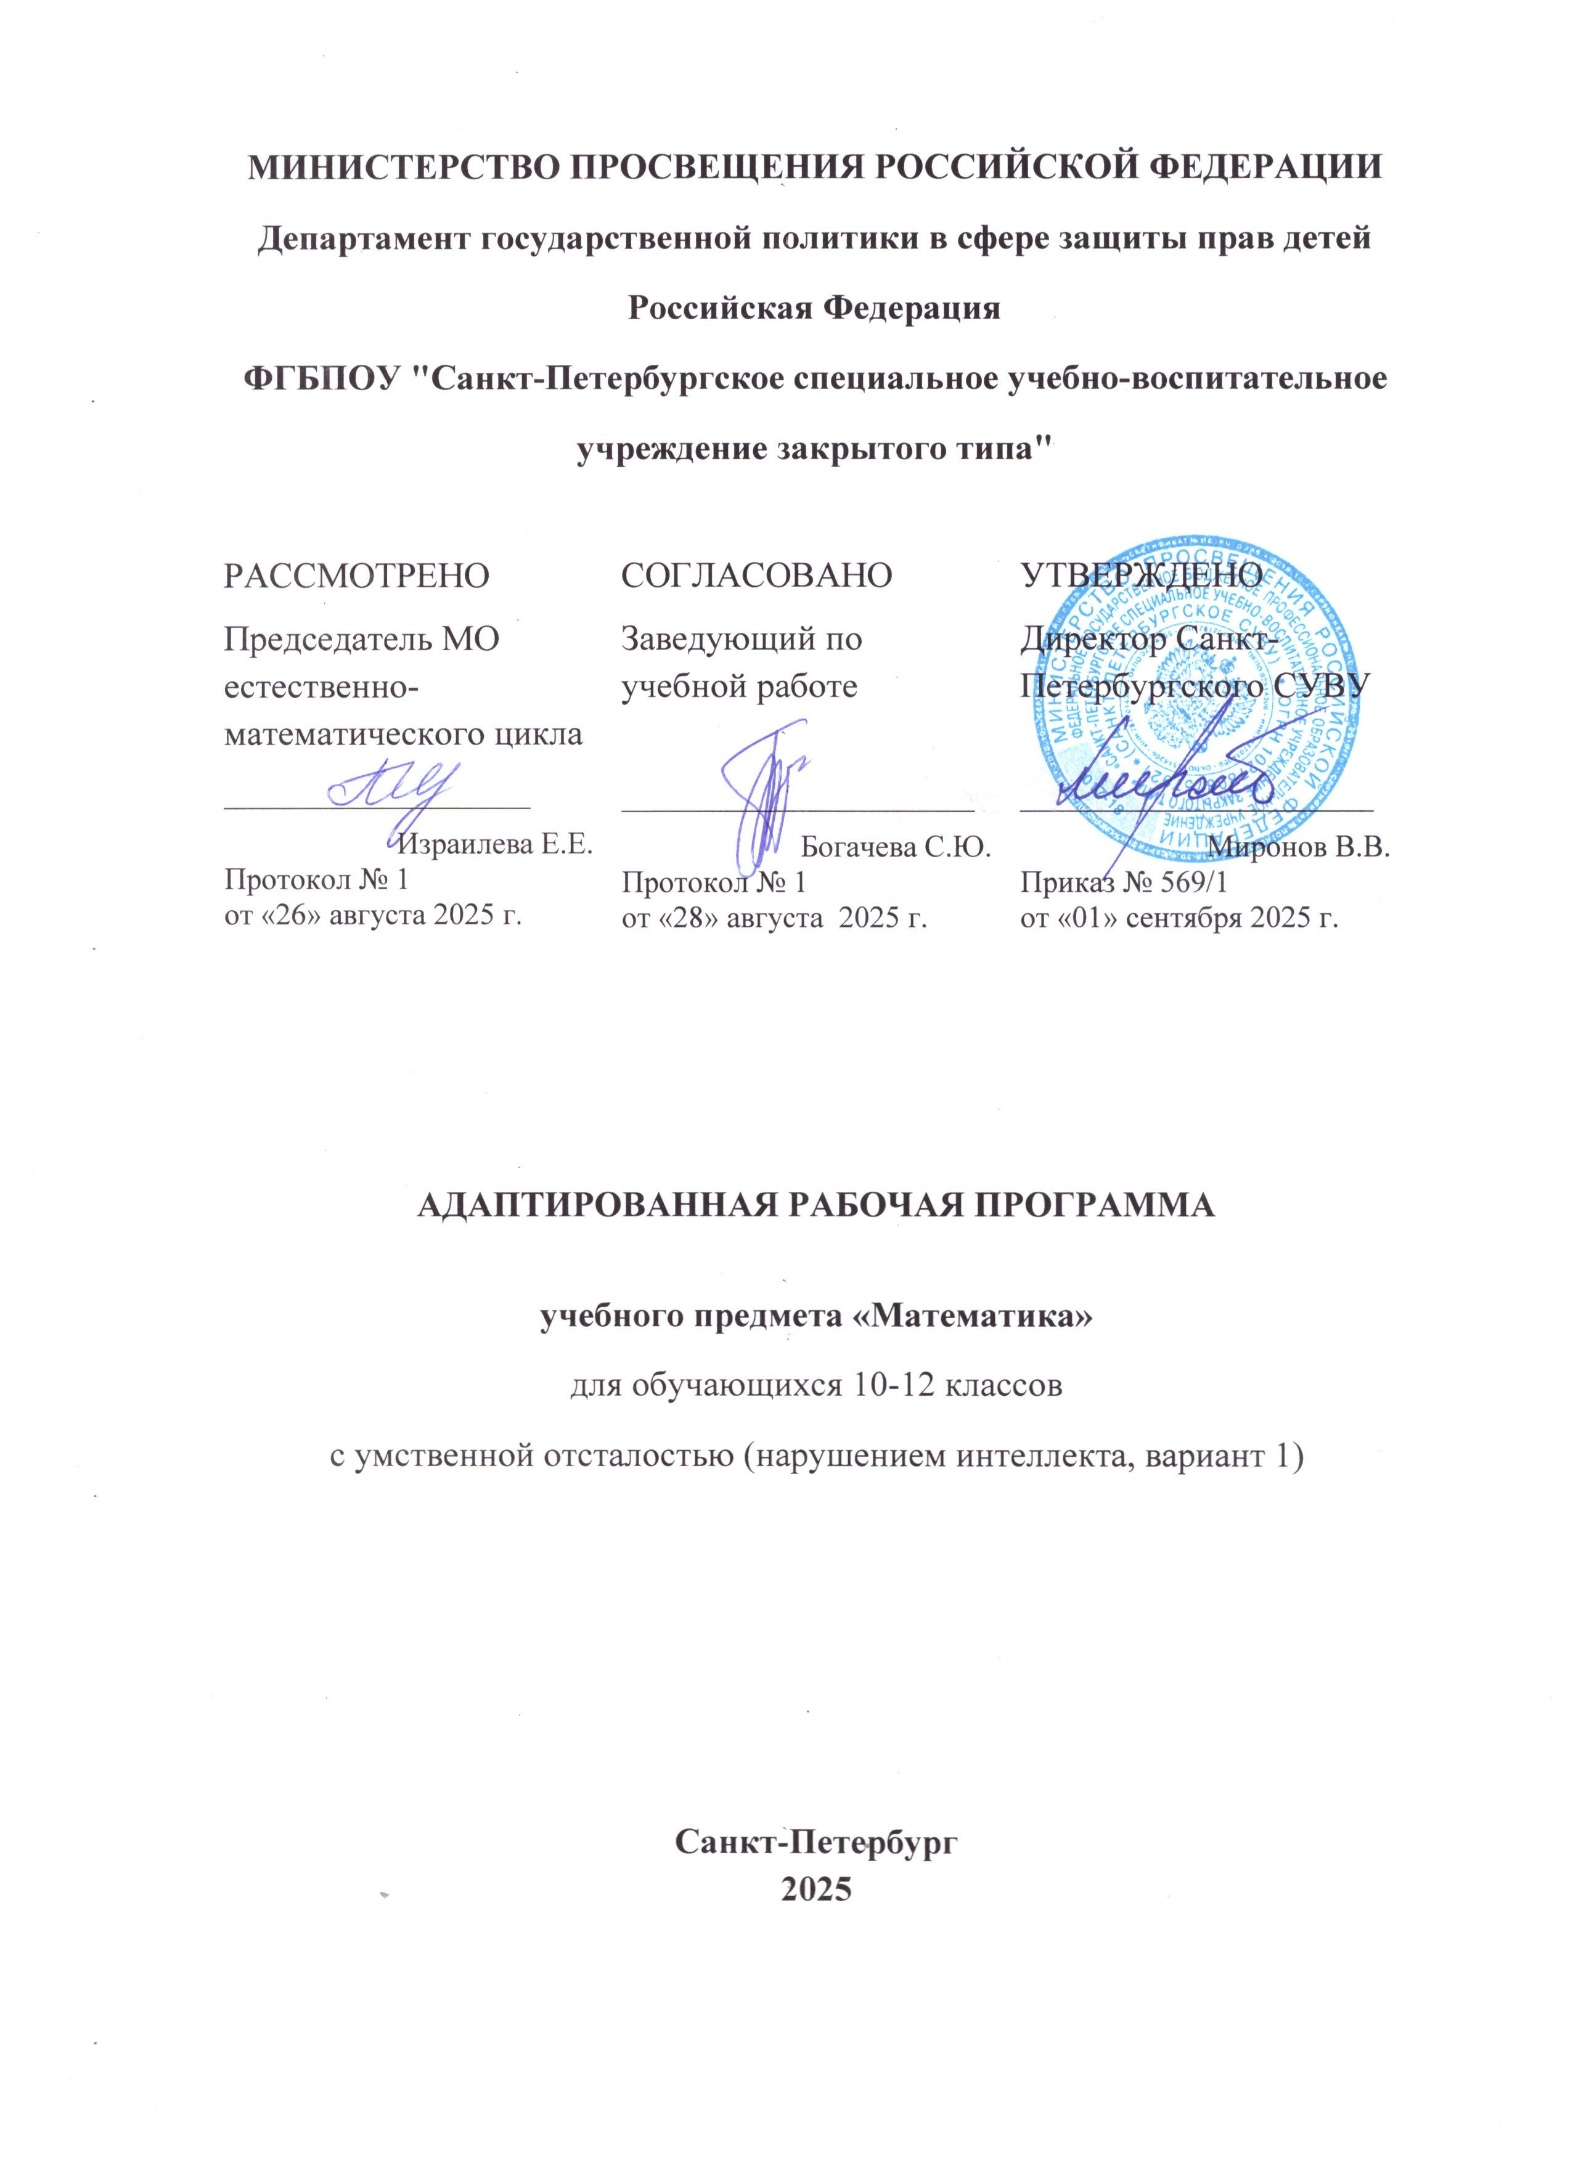 МИНИСТЕРСТВО ПРОСВЕЩЕНИЯ РОССИЙСКОЙ ФЕДЕРАЦИИ
Департамент государственной политики в сфере защиты прав детей
Российская Федерация
ФГБПОУ "Санкт-Петербургское специальное учебно-воспитательное
учреждение закрытого типа"
РАССМОТРЕНО
Председатель МО
естественно-
математического цикла
Израилева Е.Е.
Протокол № 1
от «26» августа 2025 г.
СОГЛАСОВАНО
Заведующий по
учебной работе
Богачева С.Ю.
Протокол № 1
от «28» августа 2025 г.
УТВЕРЖДЕНО
Директор Санкт-
Петербургского СУВУ
Миронов В.В.
Приказ № 569/1
от «01» сентября 2025 г.
МИНИСТЕРСТВО ПРОСВЕЩЕНИЯ РОССИЙСКОЙ ФЕДЕРАЦИИ
АДАПТИРОВАННАЯ РАБОЧАЯ ПРОГРАММА
учебного предмета «Математика»
для обучающихся 10-12 классов
с умственной отсталостью (нарушением интеллекта, вариант 1)
Санкт-Петербург
2025